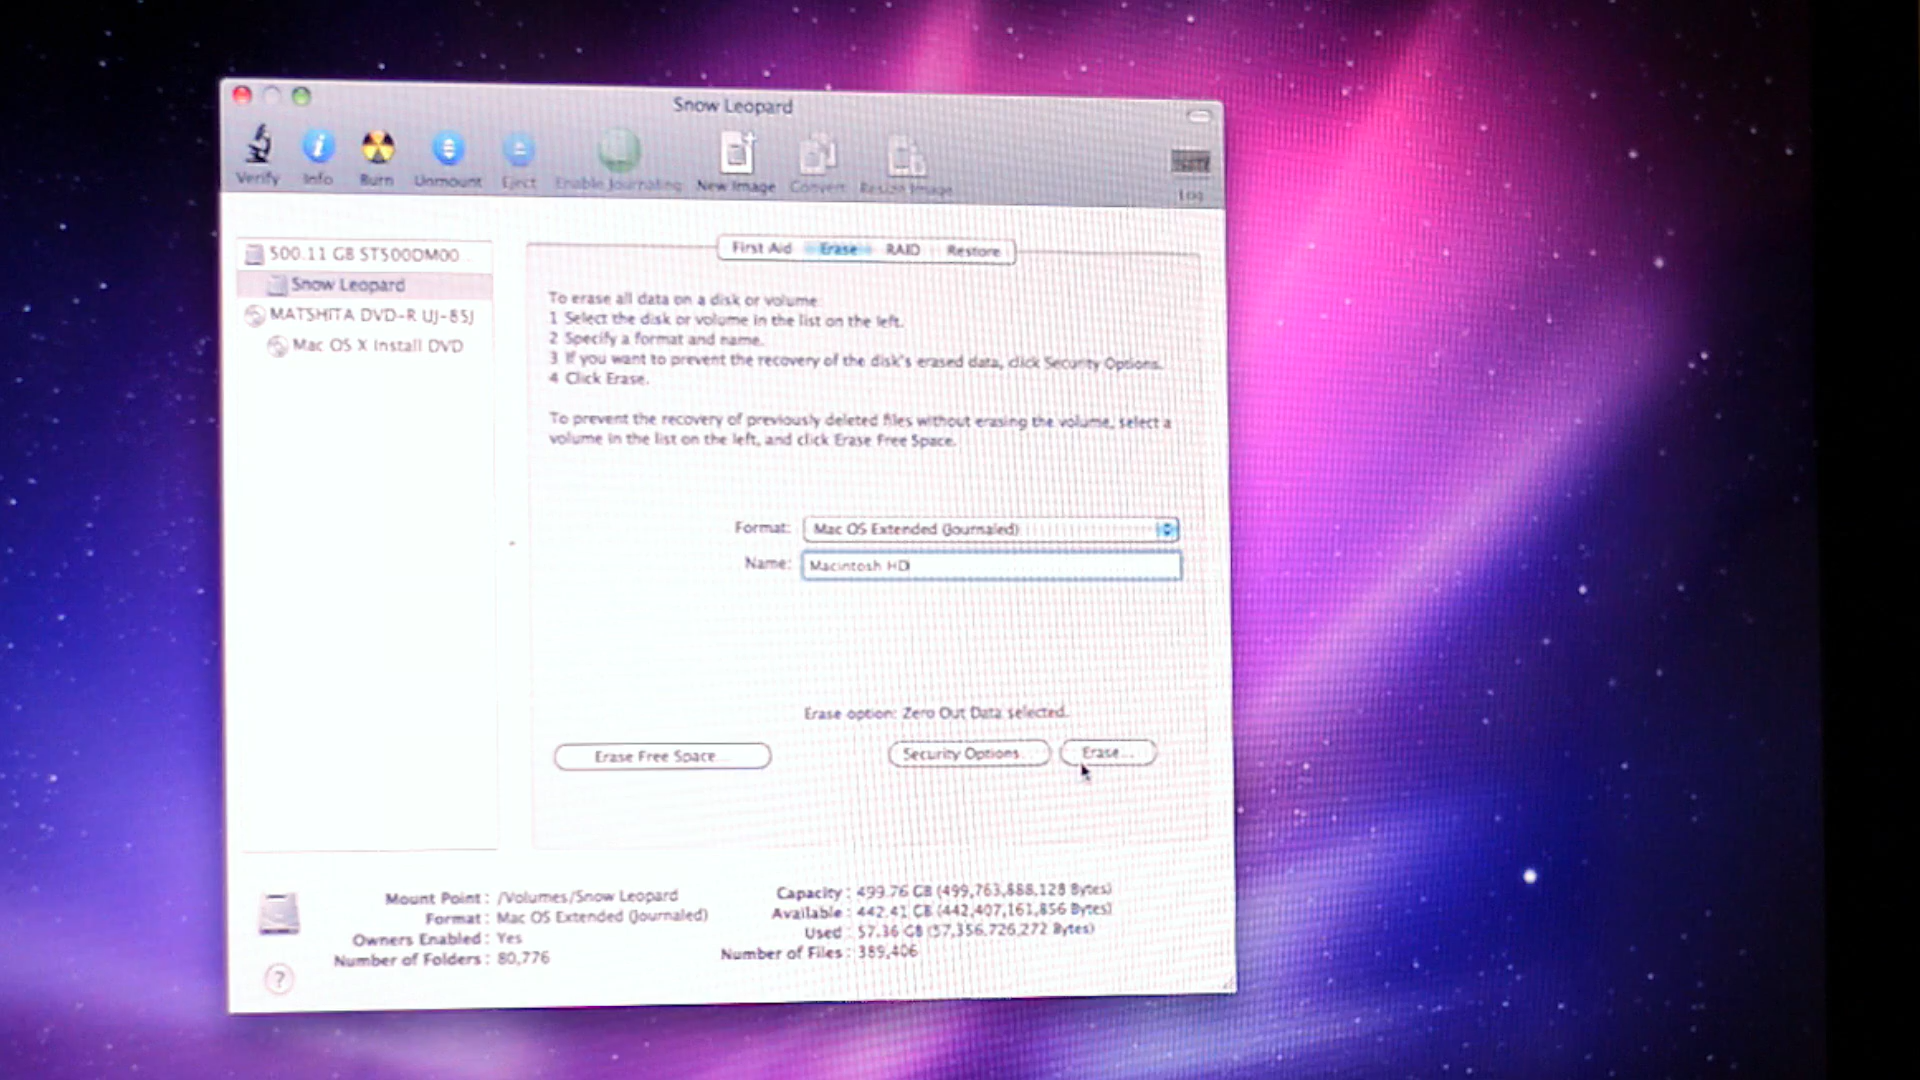 Snow Leopard
Verify Info Burn Unmount Eject Enable Journaling New Image Convert Resize Image Log
500.11 GB ST500DM00...
Snow Leopard
MATSHITA DVD-R UJ-85J
Mac OS X Install DVD
First Aid Erase RAID Restore
To erase all data on a disk or volume:
1 Select the disk or volume in the list on the left.
2 Specify a format and name.
3 If you want to prevent the recovery of the disk's erased data, click Security Options.
4 Click Erase.
To prevent the recovery of previously deleted files without erasing the volume, select a
volume in the list on the left, and click Erase Free Space.
Format: Mac OS Extended (Journaled)
Name: Macintosh HD
Erase option: Zero Out Data selected.
Erase Free Space... Security Options... Erase...
Mount Point : /Volumes/Snow Leopard
Format : Mac OS Extended (Journaled)
Owners Enabled : Yes
Number of Folders : 80,776
Capacity : 499.76 GB (499,763,888,128 Bytes)
Available : 442.41 GB (442,407,161,856 Bytes)
Used : 57.36 GB (57,356,726,272 Bytes)
Number of Files : 389,406
?